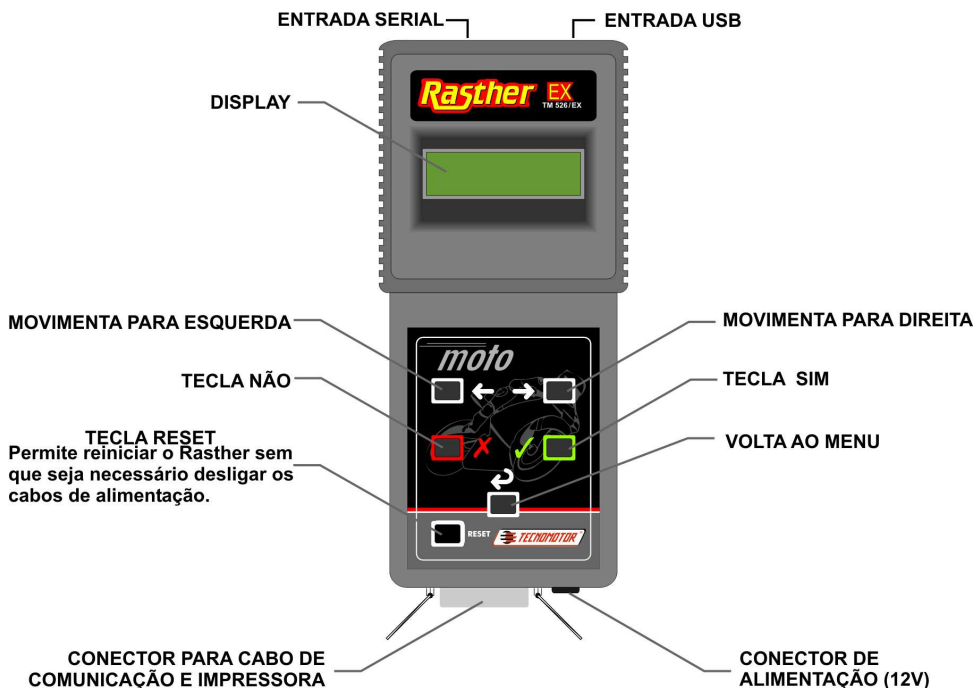 ENTRADA SERIAL
ENTRADA USB
Rasther EX
TM 526/EX
DISPLAY
MOVIMENTA PARA ESQUERDA
MOVIMENTA PARA DIREITA
moto
TECLA NÃO
TECLA SIM
TECLA RESET
Permite reiniciar o Rasther sem
que seja necessário desligar os
cabos de alimentação.
VOLTA AO MENU
RESET
TECNOMOTOR
CONECTOR PARA CABO DE
COMUNICAÇÃO E IMPRESSORA
CONECTOR DE
ALIMENTAÇÃO (12V)